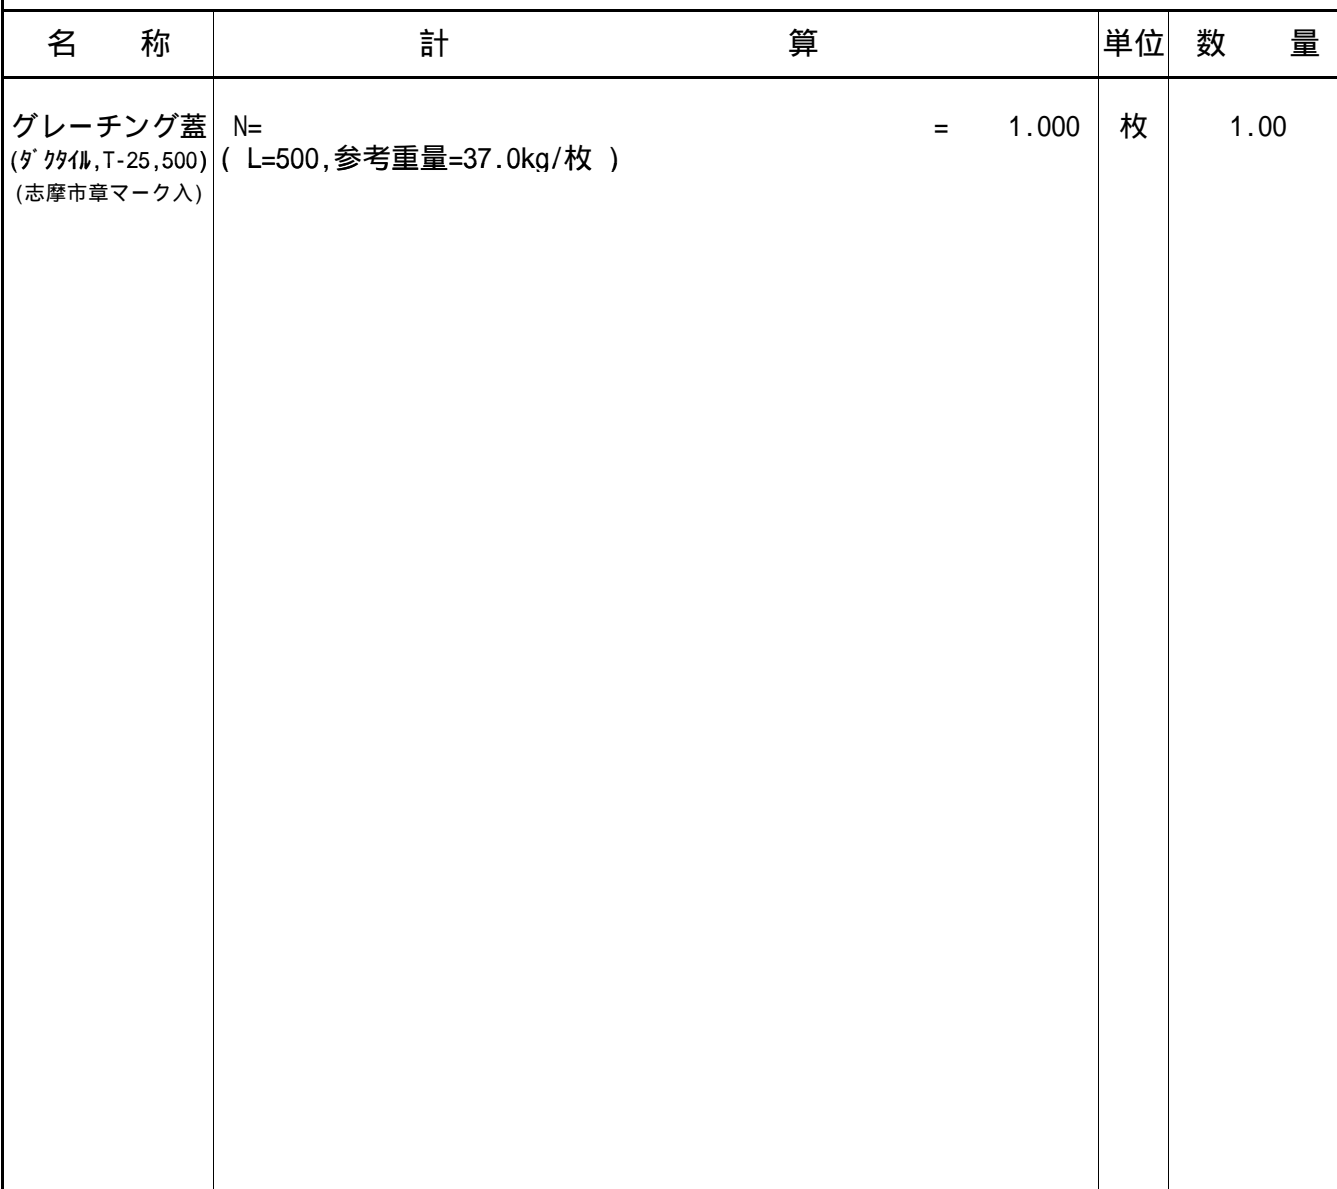 名 称 計 算 単位 数 量
グレーチング蓋 N= = 1.000 枚 1.00
(ﾀﾞｸﾀｲﾙ,T-25,500) ( L=500,参考重量=37.0kg/枚 )
(志摩市章マーク入)